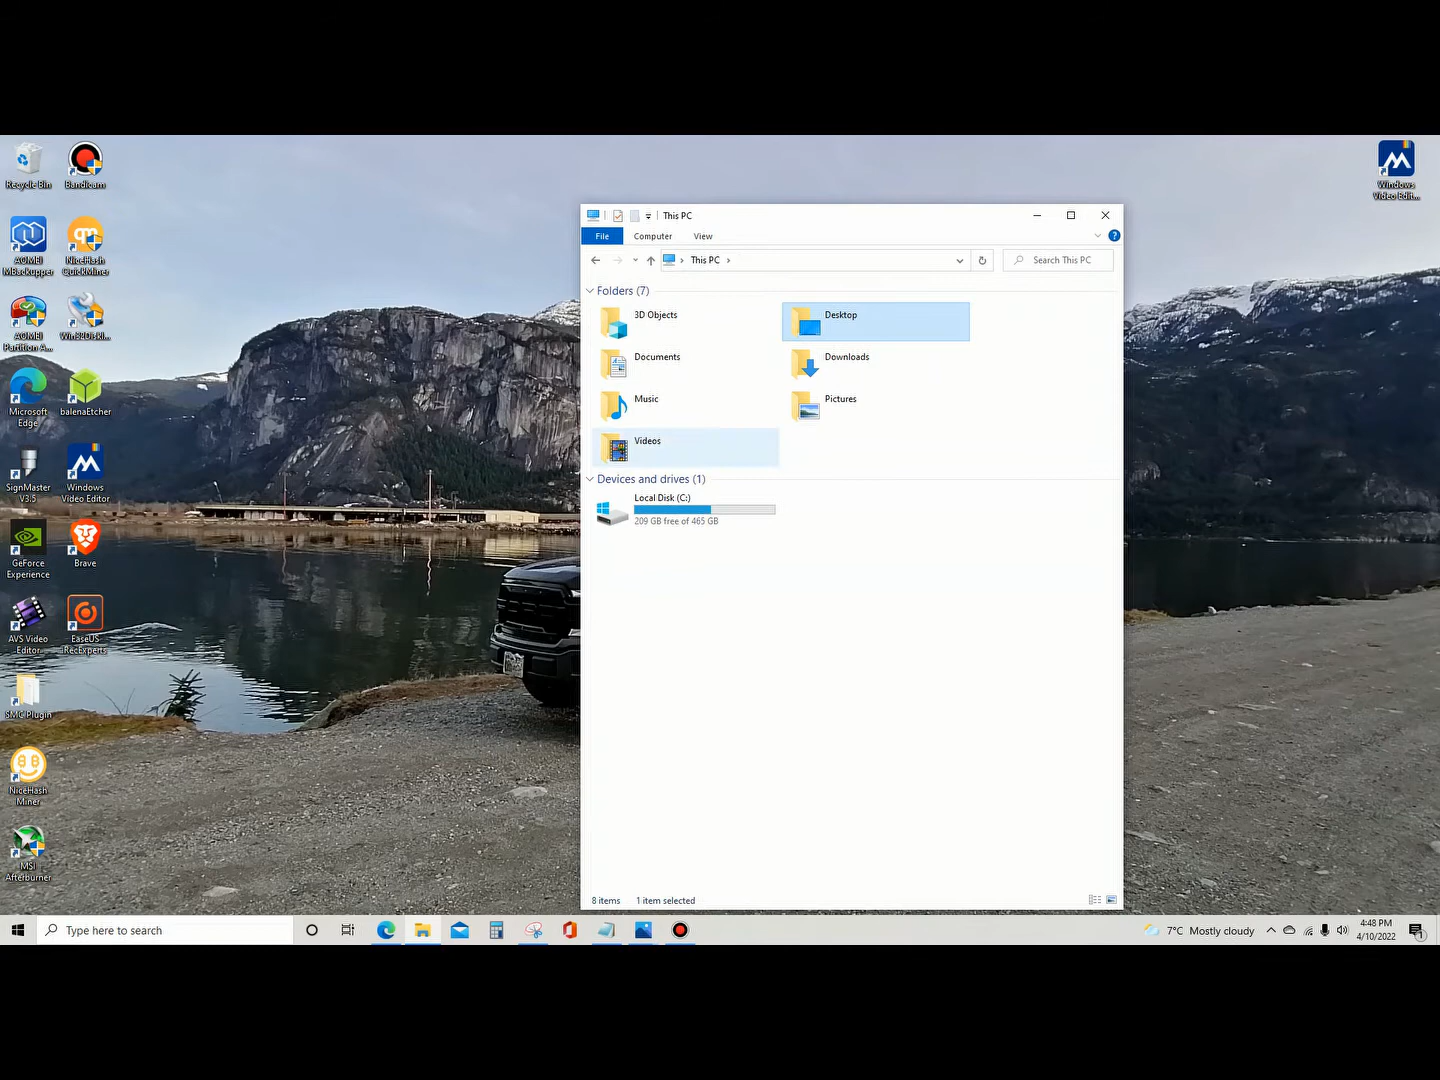 Recycle Bin
Bandicam
AOMEI
MBackupper
NiceHash
QuickMiner
AOMEI
Partition A...
Win32Diskl...
Microsoft
Edge
balenaEtcher
SignMaster
V3.5
Windows
Video Editor
GeForce
Experience
Brave
AVS Video
Editor
EaseUS
RecExperts
SMC Plugin
NiceHash
Miner
MSI
Afterburner
Windows
Video Edit...
This PC
File
Computer
View
This PC
Search This PC
Folders (7)
3D Objects
Desktop
Documents
Downloads
Music
Pictures
Videos
Devices and drives (1)
Local Disk (C:)
209 GB free of 465 GB
8 items
1 item selected
Type here to search
7°C Mostly cloudy
4:48 PM
4/10/2022
1